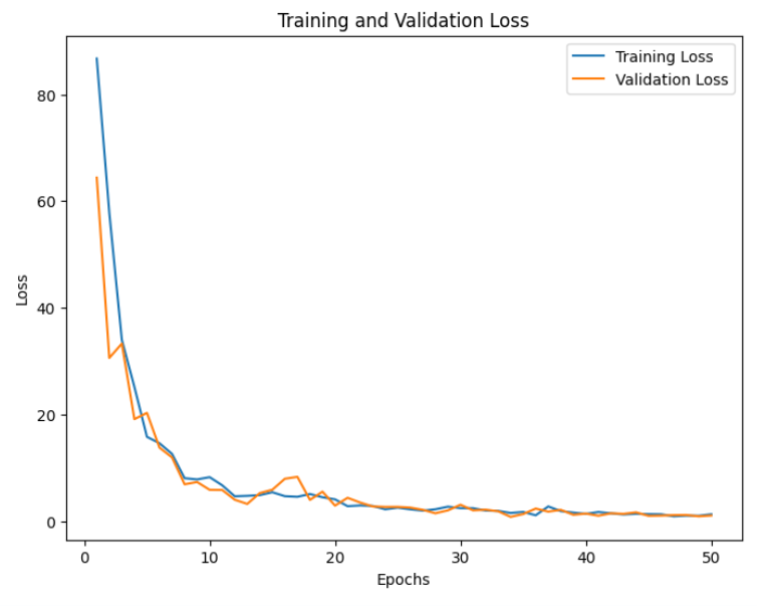 Training and Validation Loss
Training Loss
Validation Loss
80
60
40
20
0
Loss
0 10 20 30 40 50
Epochs